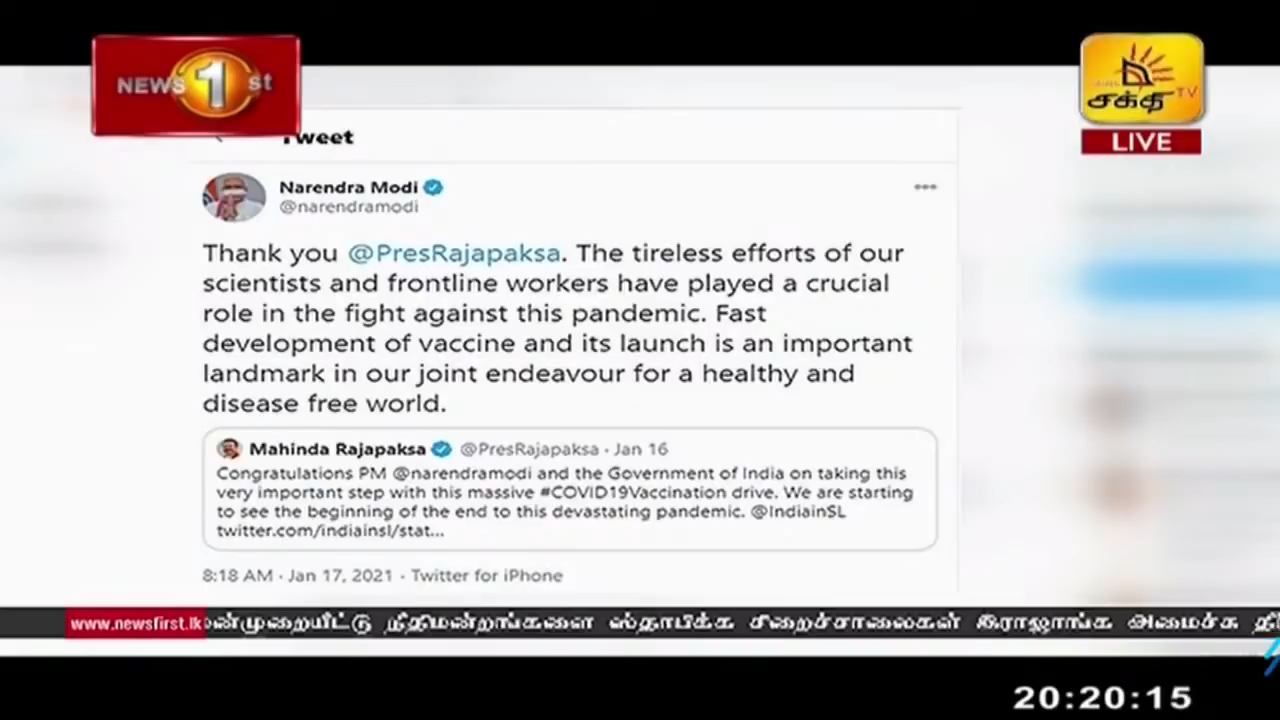 NEWS 1st
சக்தி TV
LIVE
Tweet
Narendra Modi
@narendramodi
Thank you @PresRajapaksa. The tireless efforts of our
scientists and frontline workers have played a crucial
role in the fight against this pandemic. Fast
development of vaccine and its launch is an important
landmark in our joint endeavour for a healthy and
disease free world.
Mahinda Rajapaksa @PresRajapaksa · Jan 16
Congratulations PM @narendramodi and the Government of India on taking this
very important step with this massive #COVID19Vaccination drive. We are starting
to see the beginning of the end to this devastating pandemic. @IndiainSL
twitter.com/indiainsl/stat...
8:18 AM · Jan 17, 2021 · Twitter for iPhone
www.newsfirst.lk நீதிமன்றங்களை ஸ்தாபிக்க சிறைச்சாலைகள் இராஜாங்க அமைச்சு
20:20:15